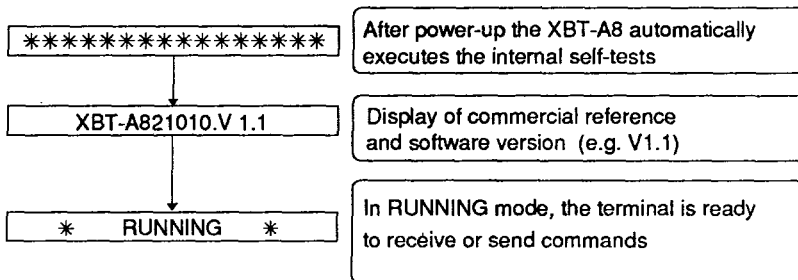 ****************
After power-up the XBT-A8 automatically
executes the internal self-tests
XBT-A821010.V 1.1
Display of commercial reference
and software version (e.g. V1.1)
* RUNNING *
In RUNNING mode, the terminal is ready
to receive or send commands